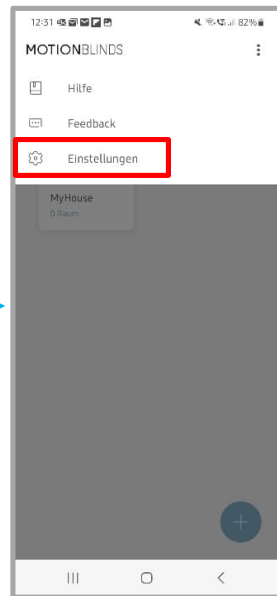 12:31 82%
MOTIONBLINDS
Hilfe
Feedback
Einstellungen
MyHouse
0 Raum